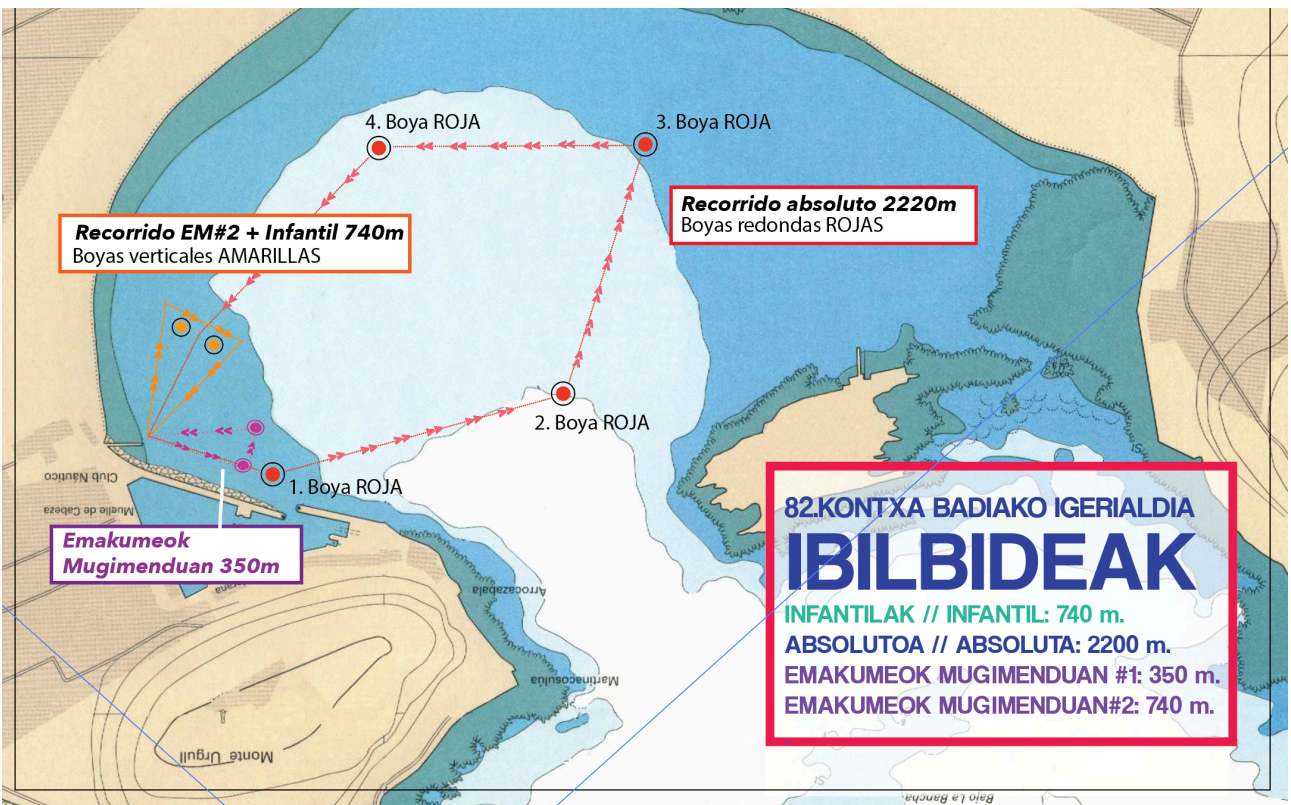 4. Boya ROJA
3. Boya ROJA
Recorrido absoluto 2220m
Boyas redondas ROJAS
Recorrido EM#2 + Infantil 740m
Boyas verticales AMARILLAS
2. Boya ROJA
1. Boya ROJA
Club Náutico
Muelle de Cabeza
Emakumeok
Mugimenduan 350m
Arrocazabala
Martinacosulúa
Monte Urgull
82.KONTXA BADIAKO IGERIALDIA
IBILBIDEAK
INFANTILAK // INFANTIL: 740 m.
ABSOLUTOA // ABSOLUTA: 2200 m.
EMAKUMEOK MUGIMENDUAN #1: 350 m.
EMAKUMEOK MUGIMENDUAN#2: 740 m.
St
Bajo La Bancha